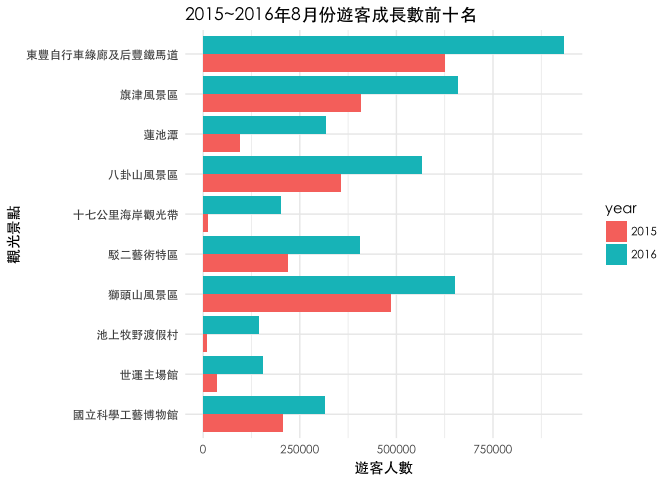 2015~2016年8月份遊客成長數前十名
東豐自行車綠廊及后豐鐵馬道
旗津風景區
蓮池潭
八卦山風景區
十七公里海岸觀光帶
駁二藝術特區
獅頭山風景區
池上牧野渡假村
世運主場館
國立科學工藝博物館
觀光景點
0
250000
500000
750000
遊客人數
year
2015
2016